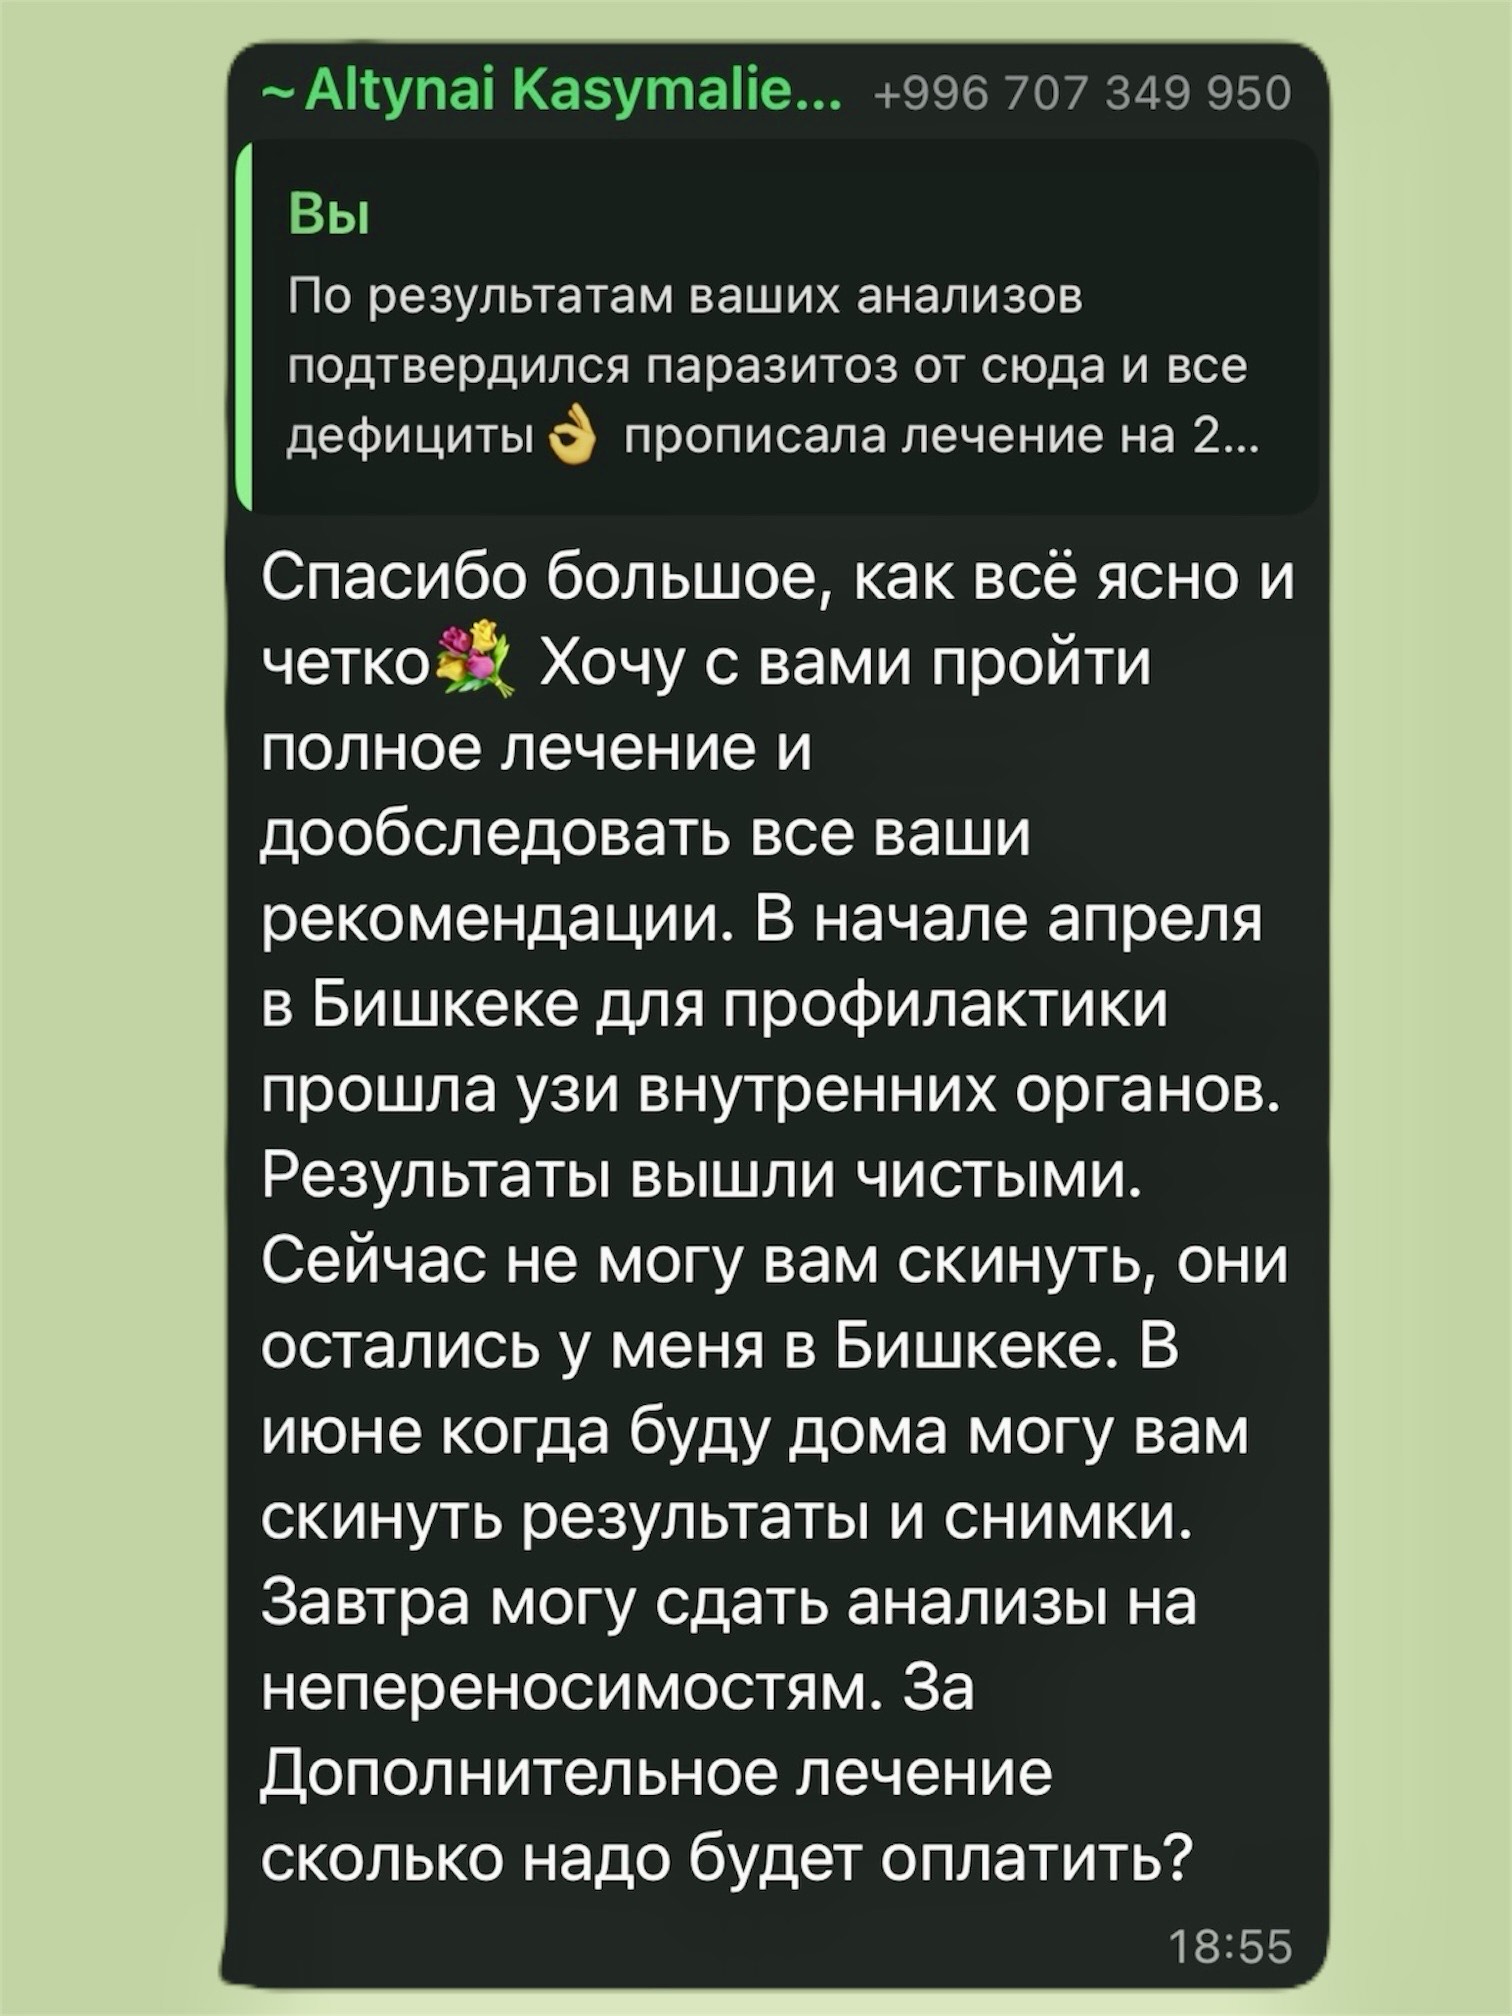 ~ Altynai Kasymalie... +996 707 349 950
Вы
По результатам ваших анализов
подтвердился паразитоз от сюда и все
дефициты👌 прописала лечение на 2...
Спасибо большое, как всё ясно и
четко💐 Хочу с вами пройти
полное лечение и
дообследовать все ваши
рекомендации. В начале апреля
в Бишкеке для профилактики
прошла узи внутренних органов.
Результаты вышли чистыми.
Сейчас не могу вам скинуть, они
остались у меня в Бишкеке. В
июне когда буду дома могу вам
скинуть результаты и снимки.
Завтра могу сдать анализы на
непереносимостям. За
Дополнительное лечение
сколько надо будет оплатить?
18:55